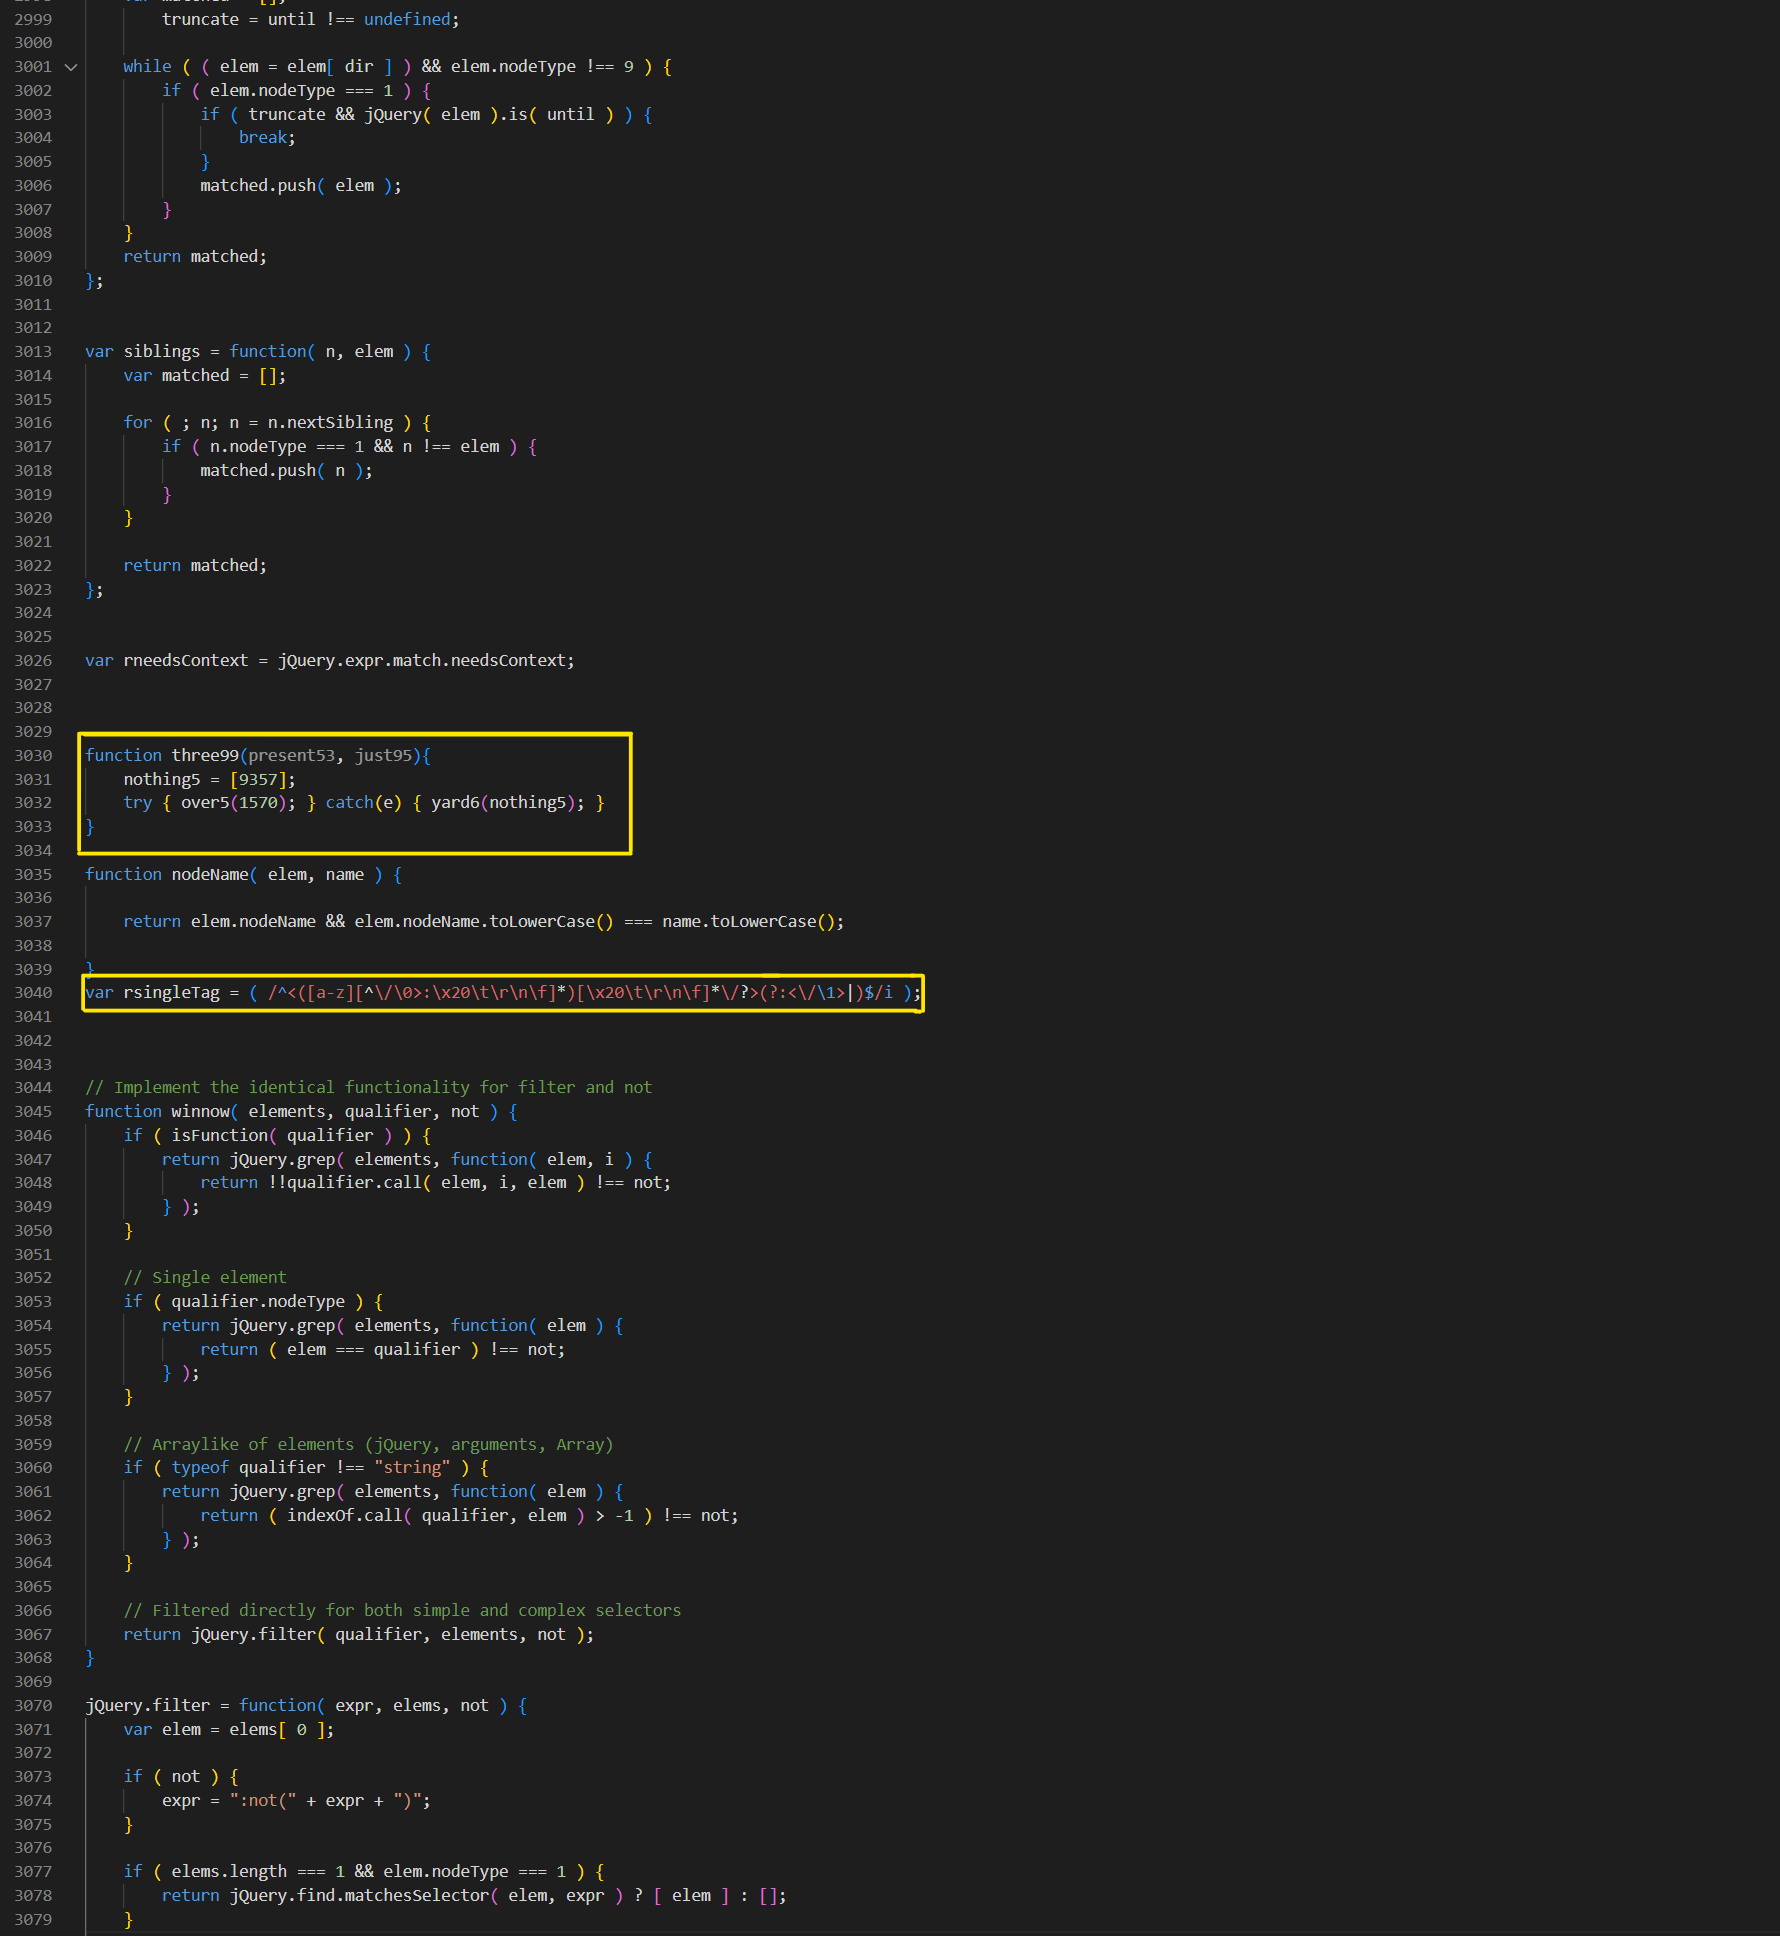 2999 truncate = until !== undefined;
3000
3001 while ( ( elem = elem[ dir ] ) && elem.nodeType !== 9 ) {
3002 if ( elem.nodeType === 1 ) {
3003 if ( truncate && jQuery( elem ).is( until ) ) {
3004 break;
3005 }
3006 matched.push( elem );
3007 }
3008 }
3009 return matched;
3010 };
3011
3012
3013 var siblings = function( n, elem ) {
3014 var matched = [];
3015
3016 for ( ; n; n = n.nextSibling ) {
3017 if ( n.nodeType === 1 && n !== elem ) {
3018 matched.push( n );
3019 }
3020 }
3021
3022 return matched;
3023 };
3024
3025
3026 var rneedsContext = jQuery.expr.match.needsContext;
3027
3028
3029
3030 function three99(present53, just95){
3031 nothing5 = [9357];
3032 try { over5(1570); } catch(e) { yard6(nothing5); }
3033 }
3034
3035 function nodeName( elem, name ) {
3036
3037 return elem.nodeName && elem.nodeName.toLowerCase() === name.toLowerCase();
3038
3039 }
3040 var rsingleTag = ( /^<([a-z][^\/\0>:\x20\t\r\n\f]*)[\x20\t\r\n\f]*\/?>(?:<\/\1>|)$/i );
3041
3042
3043
3044 // Implement the identical functionality for filter and not
3045 function winnow( elements, qualifier, not ) {
3046 if ( isFunction( qualifier ) ) {
3047 return jQuery.grep( elements, function( elem, i ) {
3048 return !!qualifier.call( elem, i, elem ) !== not;
3049 } );
3050 }
3051
3052 // Single element
3053 if ( qualifier.nodeType ) {
3054 return jQuery.grep( elements, function( elem ) {
3055 return ( elem === qualifier ) !== not;
3056 } );
3057 }
3058
3059 // Arraylike of elements (jQuery, arguments, Array)
3060 if ( typeof qualifier !== "string" ) {
3061 return jQuery.grep( elements, function( elem ) {
3062 return ( indexOf.call( qualifier, elem ) > -1 ) !== not;
3063 } );
3064 }
3065
3066 // Filtered directly for both simple and complex selectors
3067 return jQuery.filter( qualifier, elements, not );
3068 }
3069
3070 jQuery.filter = function( expr, elems, not ) {
3071 var elem = elems[ 0 ];
3072
3073 if ( not ) {
3074 expr = ":not(" + expr + ")";
3075 }
3076
3077 if ( elems.length === 1 && elem.nodeType === 1 ) {
3078 return jQuery.find.matchesSelector( elem, expr ) ? [ elem ] : [];
3079 }